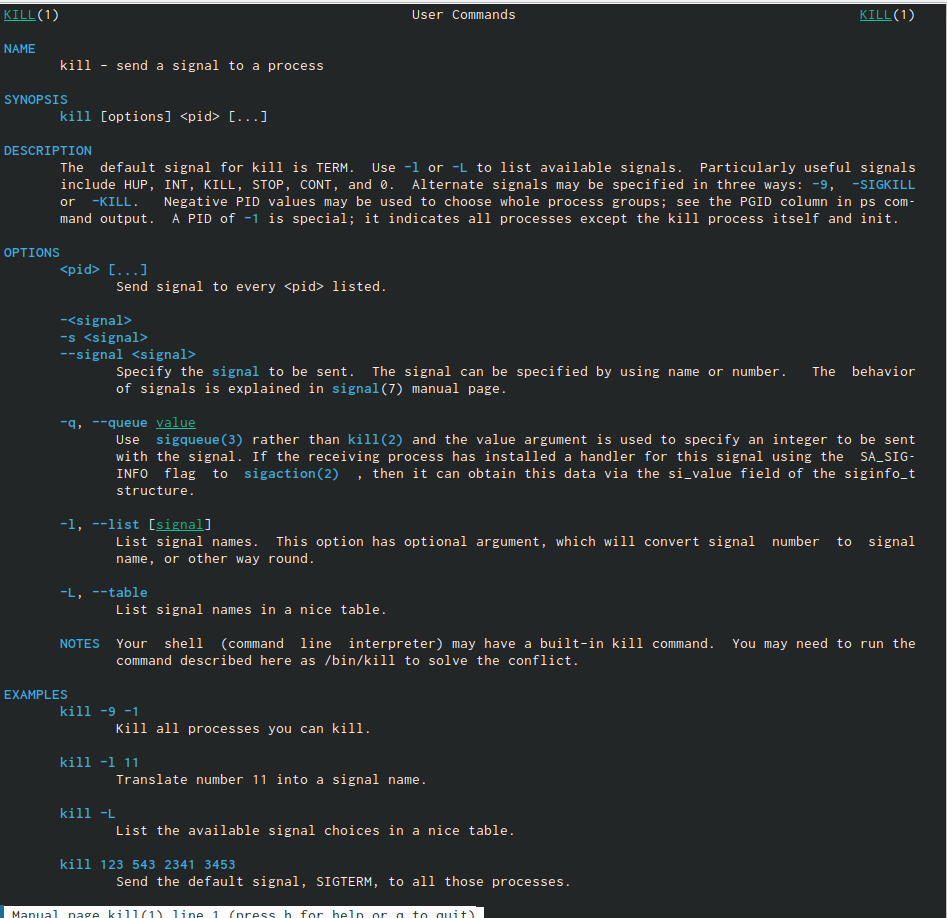 KILL(1) User Commands KILL(1)
NAME
kill - send a signal to a process
SYNOPSIS
kill [options] <pid> [...]
DESCRIPTION
The default signal for kill is TERM. Use -l or -L to list available signals. Particularly useful signals
include HUP, INT, KILL, STOP, CONT, and 0. Alternate signals may be specified in three ways: -9, -SIGKILL
or -KILL. Negative PID values may be used to choose whole process groups; see the PGID column in ps com-
mand output. A PID of -1 is special; it indicates all processes except the kill process itself and init.
OPTIONS
<pid> [...]
Send signal to every <pid> listed.
-<signal>
-s <signal>
--signal <signal>
Specify the signal to be sent. The signal can be specified by using name or number. The behavior
of signals is explained in signal(7) manual page.
-q, --queue value
Use sigqueue(3) rather than kill(2) and the value argument is used to specify an integer to be sent
with the signal. If the receiving process has installed a handler for this signal using the SA_SIG-
INFO flag to sigaction(2) , then it can obtain this data via the si_value field of the siginfo_t
structure.
-l, --list [signal]
List signal names. This option has optional argument, which will convert signal number to signal
name, or other way round.
-L, --table
List signal names in a nice table.
NOTES Your shell (command line interpreter) may have a built-in kill command. You may need to run the
command described here as /bin/kill to solve the conflict.
EXAMPLES
kill -9 -1
Kill all processes you can kill.
kill -l 11
Translate number 11 into a signal name.
kill -L
List the available signal choices in a nice table.
kill 123 543 2341 3453
Send the default signal, SIGTERM, to all those processes.
Manual page kill(1) line 1 (press h for help or q to quit)